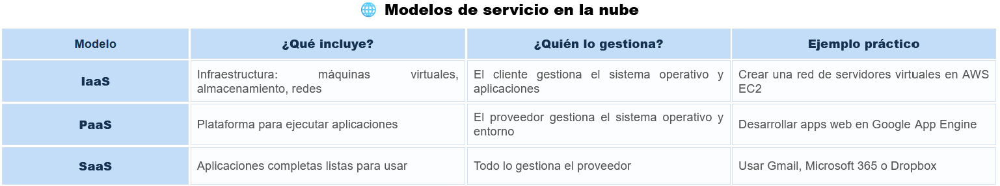 🌐 Modelos de servicio en la nube
Modelo
¿Qué incluye?
¿Quién lo gestiona?
Ejemplo práctico
IaaS
Infraestructura: máquinas virtuales,
almacenamiento, redes
El cliente gestiona el sistema operativo y
aplicaciones
Crear una red de servidores virtuales en AWS
EC2
PaaS
Plataforma para ejecutar aplicaciones
El proveedor gestiona el sistema operativo y
entorno
Desarrollar apps web en Google App Engine
SaaS
Aplicaciones completas listas para usar
Todo lo gestiona el proveedor
Usar Gmail, Microsoft 365 o Dropbox